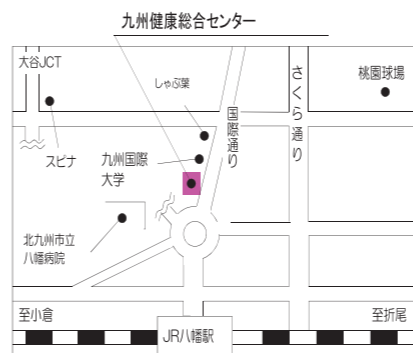 九州健康総合センター
大谷JCT
桃園球場
しゃぶ葉
国際通り
さくら通り
スピナ
九州国際
大学
北九州市立
八幡病院
至小倉
至折尾
JR八幡駅